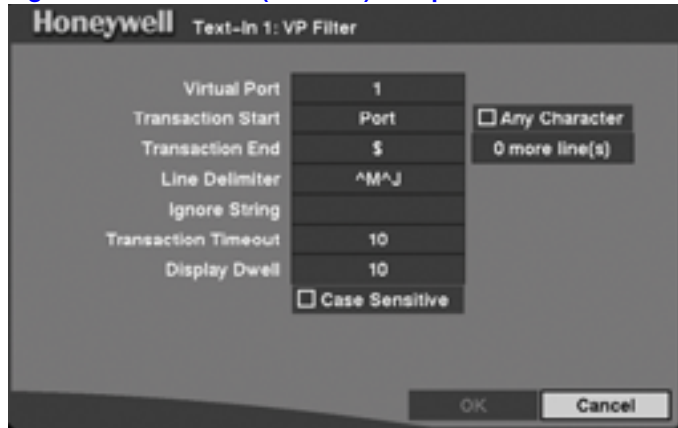 Honeywell Text-In 1: VP Filter
Virtual Port 1
Transaction Start Port Any Character
Transaction End $ 0 more line(s)
Line Delimiter ^M^J
Ignore String
Transaction Timeout 10
Display Dwell 10
Case Sensitive
OK Cancel